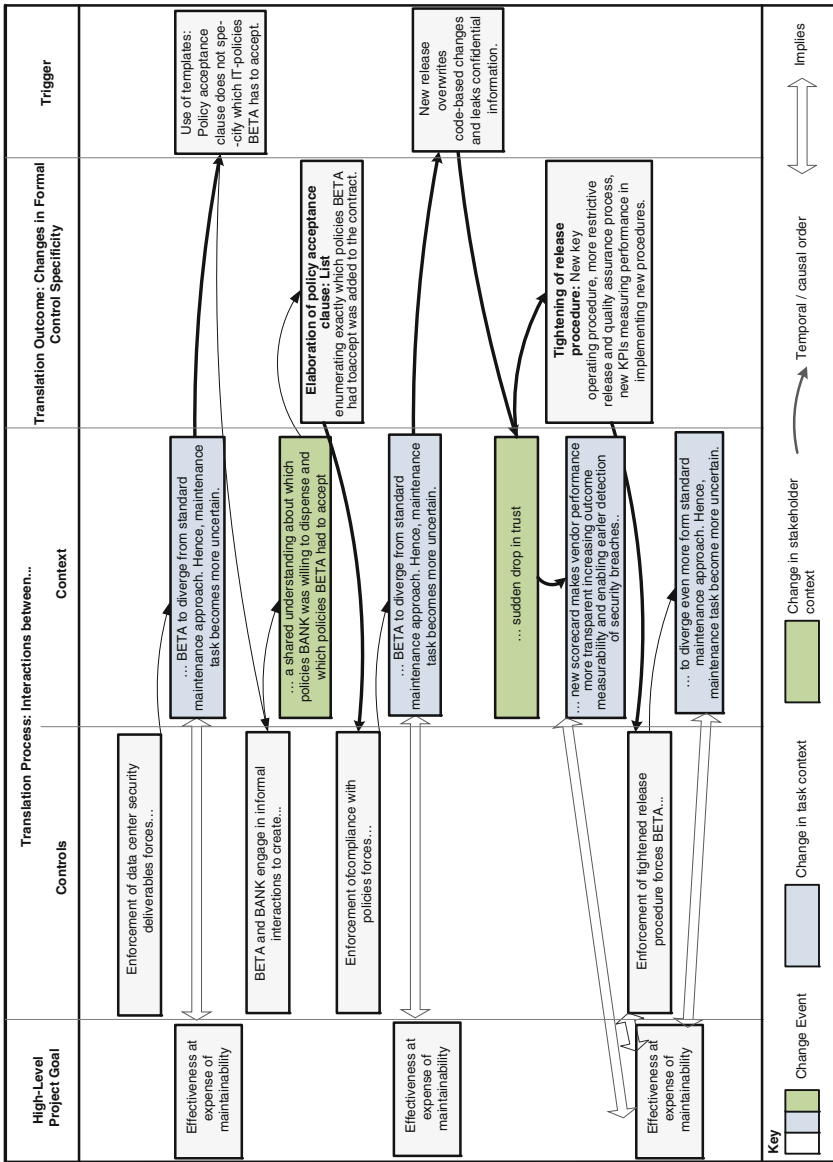 Translation Process: Interactions between...
High-Level
Project Goal
Controls
Context
Translation Outcome: Changes in Formal
Control Specificity
Trigger
Enforcement of data center security
deliverables forces…
Effectiveness at
expense of
maintainability
… BETA to diverge from standard
maintenance approach. Hence, maintenance
task becomes more uncertain.
Use of templates:
Policy acceptance
clause does not spe-
-cify which IT-policies
BETA has to accept.
BETA and BANK engage in informal
interactions to create...
... a shared understanding about which
policies BANK was willing to dispense and
which policies BETA had to accept
Elaboration of policy acceptance
clause: List
enumerating exactly which policies BETA
had toaccept was added to the contract.
Enforcement ofcompliance with
policies forces…
Effectiveness at
expense of
maintainability
… BETA to diverge from standard
maintenance approach. Hence, maintenance
task becomes more uncertain.
New release
overwrites
code-based changes
and leaks confidential
information.
… sudden drop in trust
Tightening of release
procedure: New key
operating procedure, more restrictive
release and quality assurance process,
new KPIs measuring performance in
implementing new procedures.
... new scorecard makes vendor performance
more transparent increasing outcome
measurability and enabling earlier detection
of security breaches..
Enforcement of tightened release
procedure forces BETA...
Effectiveness at
expense of
maintainability
… to diverge even more form standard
maintenance approach. Hence,
maintenance task become more uncertain.
Key
Change Event
Change in task context
Change in stakeholder
context
Temporal / causal order
Implies